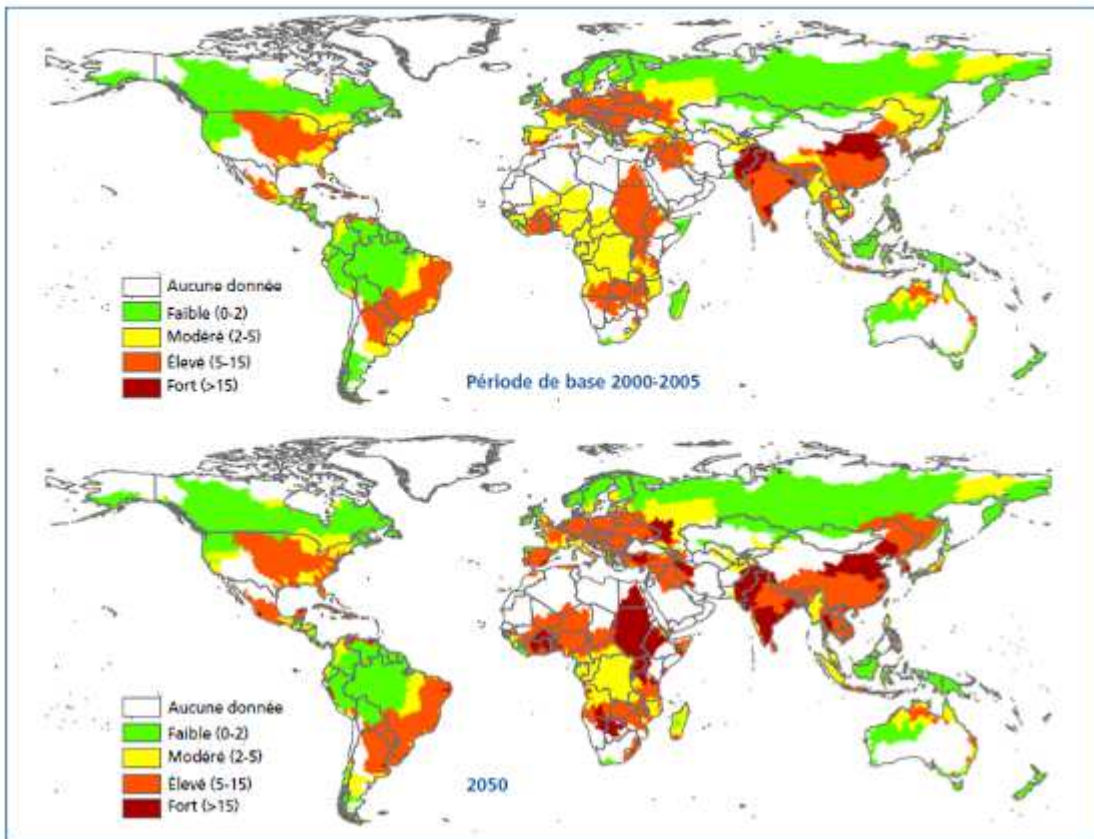 Aucune donnée
Faible (0-2)
Modéré (2-5)
Élevé (5-15)
Fort (>15)
Période de base 2000-2005
Aucune donnée
Faible (0-2)
Modéré (2-5)
Élevé (5-15)
Fort (>15)
2050